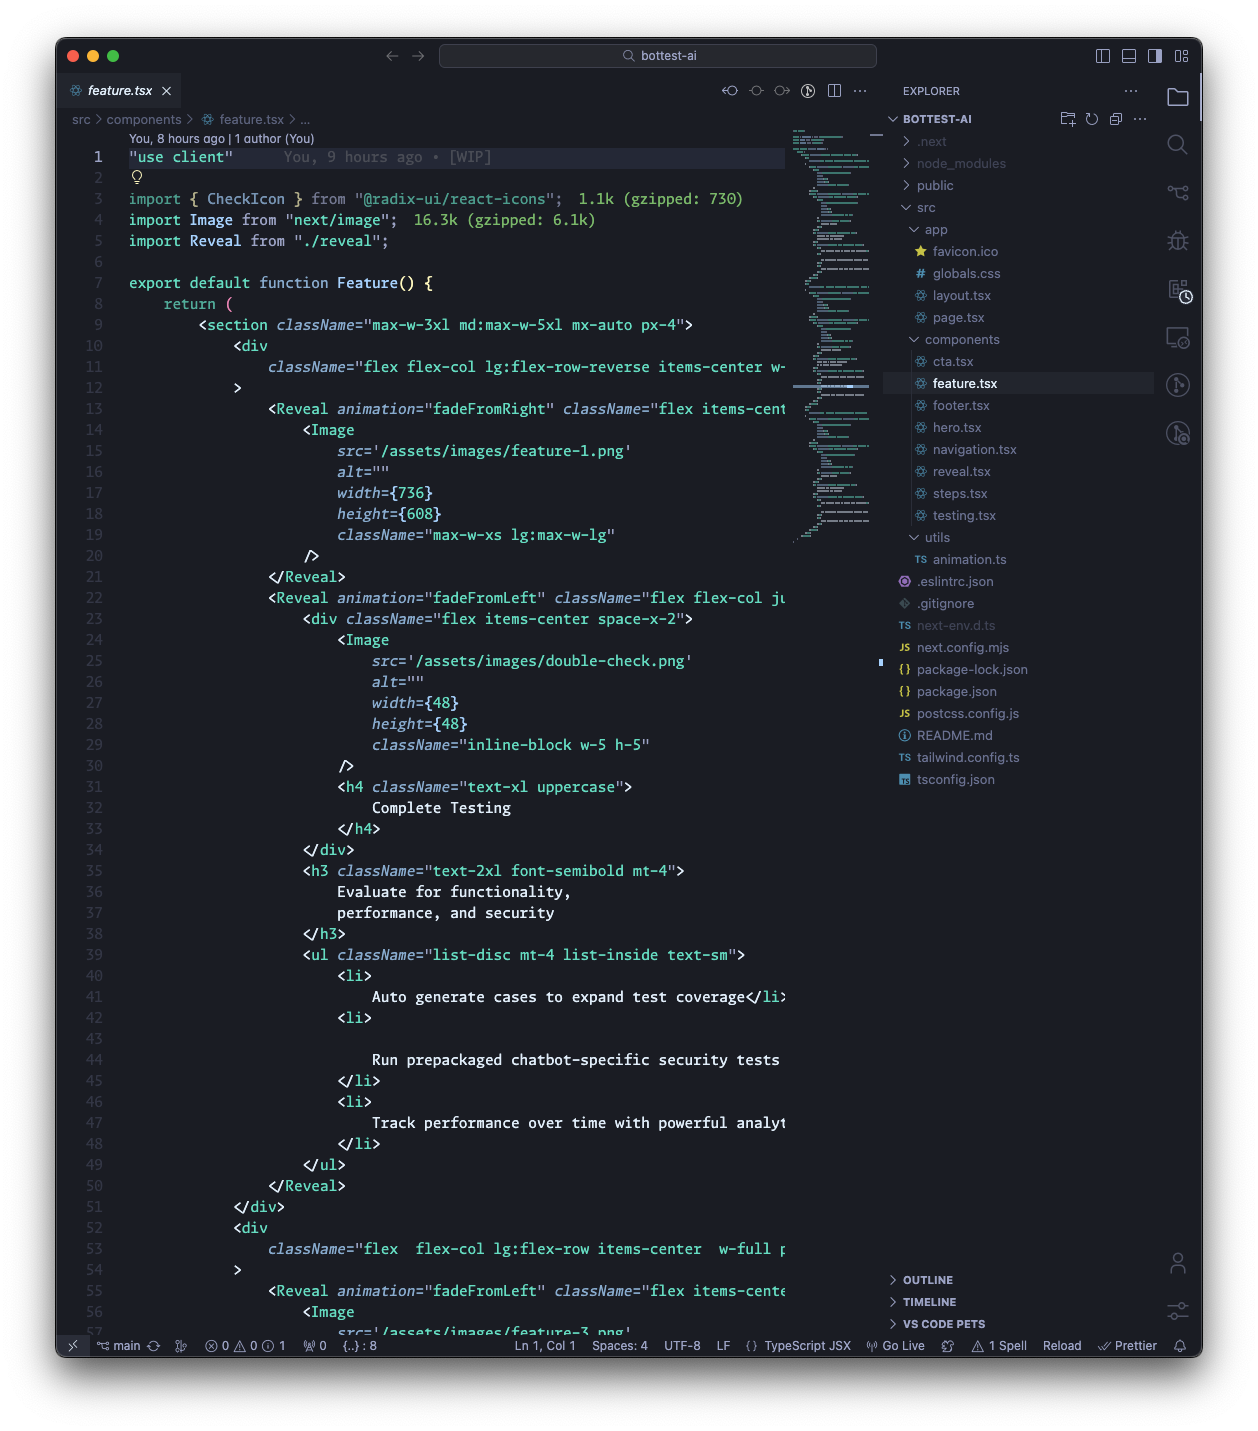 bottest-ai
feature.tsx
src > components > feature.tsx > ...
You, 8 hours ago | 1 author (You)
1 "use client" You, 9 hours ago • [WIP]
2
3 import { CheckIcon } from "@radix-ui/react-icons"; 1.1k (gzipped: 730)
4 import Image from "next/image"; 16.3k (gzipped: 6.1k)
5 import Reveal from "./reveal";
6
7 export default function Feature() {
8 return (
9 <section className="max-w-3xl md:max-w-5xl mx-auto px-4">
10 <div
11 className="flex flex-col lg:flex-row-reverse items-center w-
12 >
13 <Reveal animation="fadeFromRight" className="flex items-cent
14 <Image
15 src='/assets/images/feature-1.png'
16 alt=""
17 width={736}
18 height={608}
19 className="max-w-xs lg:max-w-lg"
20 />
21 </Reveal>
22 <Reveal animation="fadeFromLeft" className="flex flex-col ju
23 <div className="flex items-center space-x-2">
24 <Image
25 src='/assets/images/double-check.png'
26 alt=""
27 width={48}
28 height={48}
29 className="inline-block w-5 h-5"
30 />
31 <h4 className="text-xl uppercase">
32 Complete Testing
33 </h4>
34 </div>
35 <h3 className="text-2xl font-semibold mt-4">
36 Evaluate for functionality,
37 performance, and security
38 </h3>
39 <ul className="list-disc mt-4 list-inside text-sm">
40 <li>
41 Auto generate cases to expand test coverage</li>
42 <li>
43
44 Run prepackaged chatbot-specific security tests
45 </li>
46 <li>
47 Track performance over time with powerful analyt
48 </li>
49 </ul>
50 </Reveal>
51 </div>
52 <div
53 className="flex  flex-col lg:flex-row items-center  w-full p
54 >
55 <Reveal animation="fadeFromLeft" className="flex items-cente
56 <Image
57 src='/assets/images/feature-3.png'
EXPLORER
BOTTEST-AI
.next
node_modules
public
src
app
favicon.ico
# globals.css
layout.tsx
page.tsx
components
cta.tsx
feature.tsx
footer.tsx
hero.tsx
navigation.tsx
reveal.tsx
steps.tsx
testing.tsx
utils
TS animation.ts
.eslintrc.json
.gitignore
TS next-env.d.ts
JS next.config.mjs
{} package-lock.json
{} package.json
JS postcss.config.js
README.md
TS tailwind.config.ts
TS tsconfig.json
OUTLINE
TIMELINE
VS CODE PETS
main 0 0 1 0 {..} : 8 Ln 1, Col 1 Spaces: 4 UTF-8 LF {} TypeScript JSX Go Live 1 Spell Reload Prettier